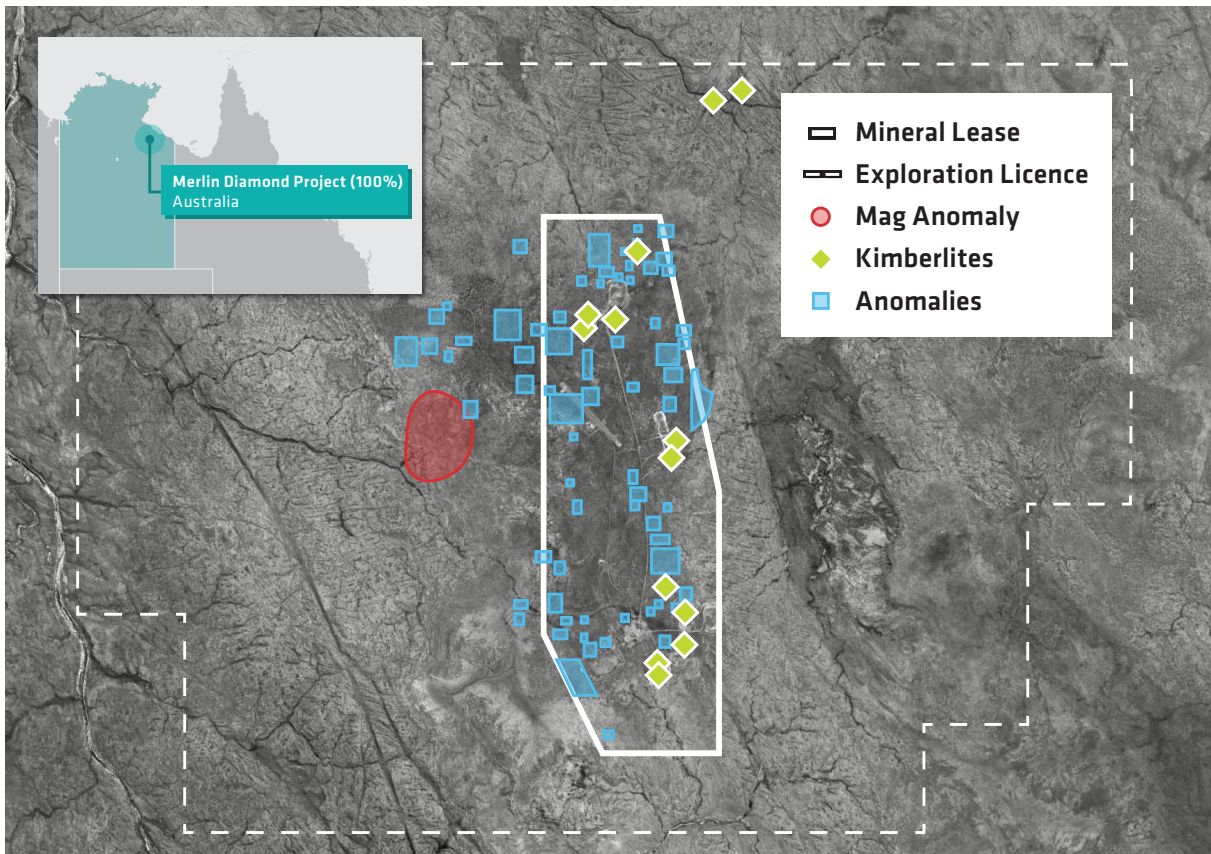 Merlin Diamond Project (100%)
Australia
Mineral Lease
Exploration Licence
Mag Anomaly
Kimberlites
Anomalies